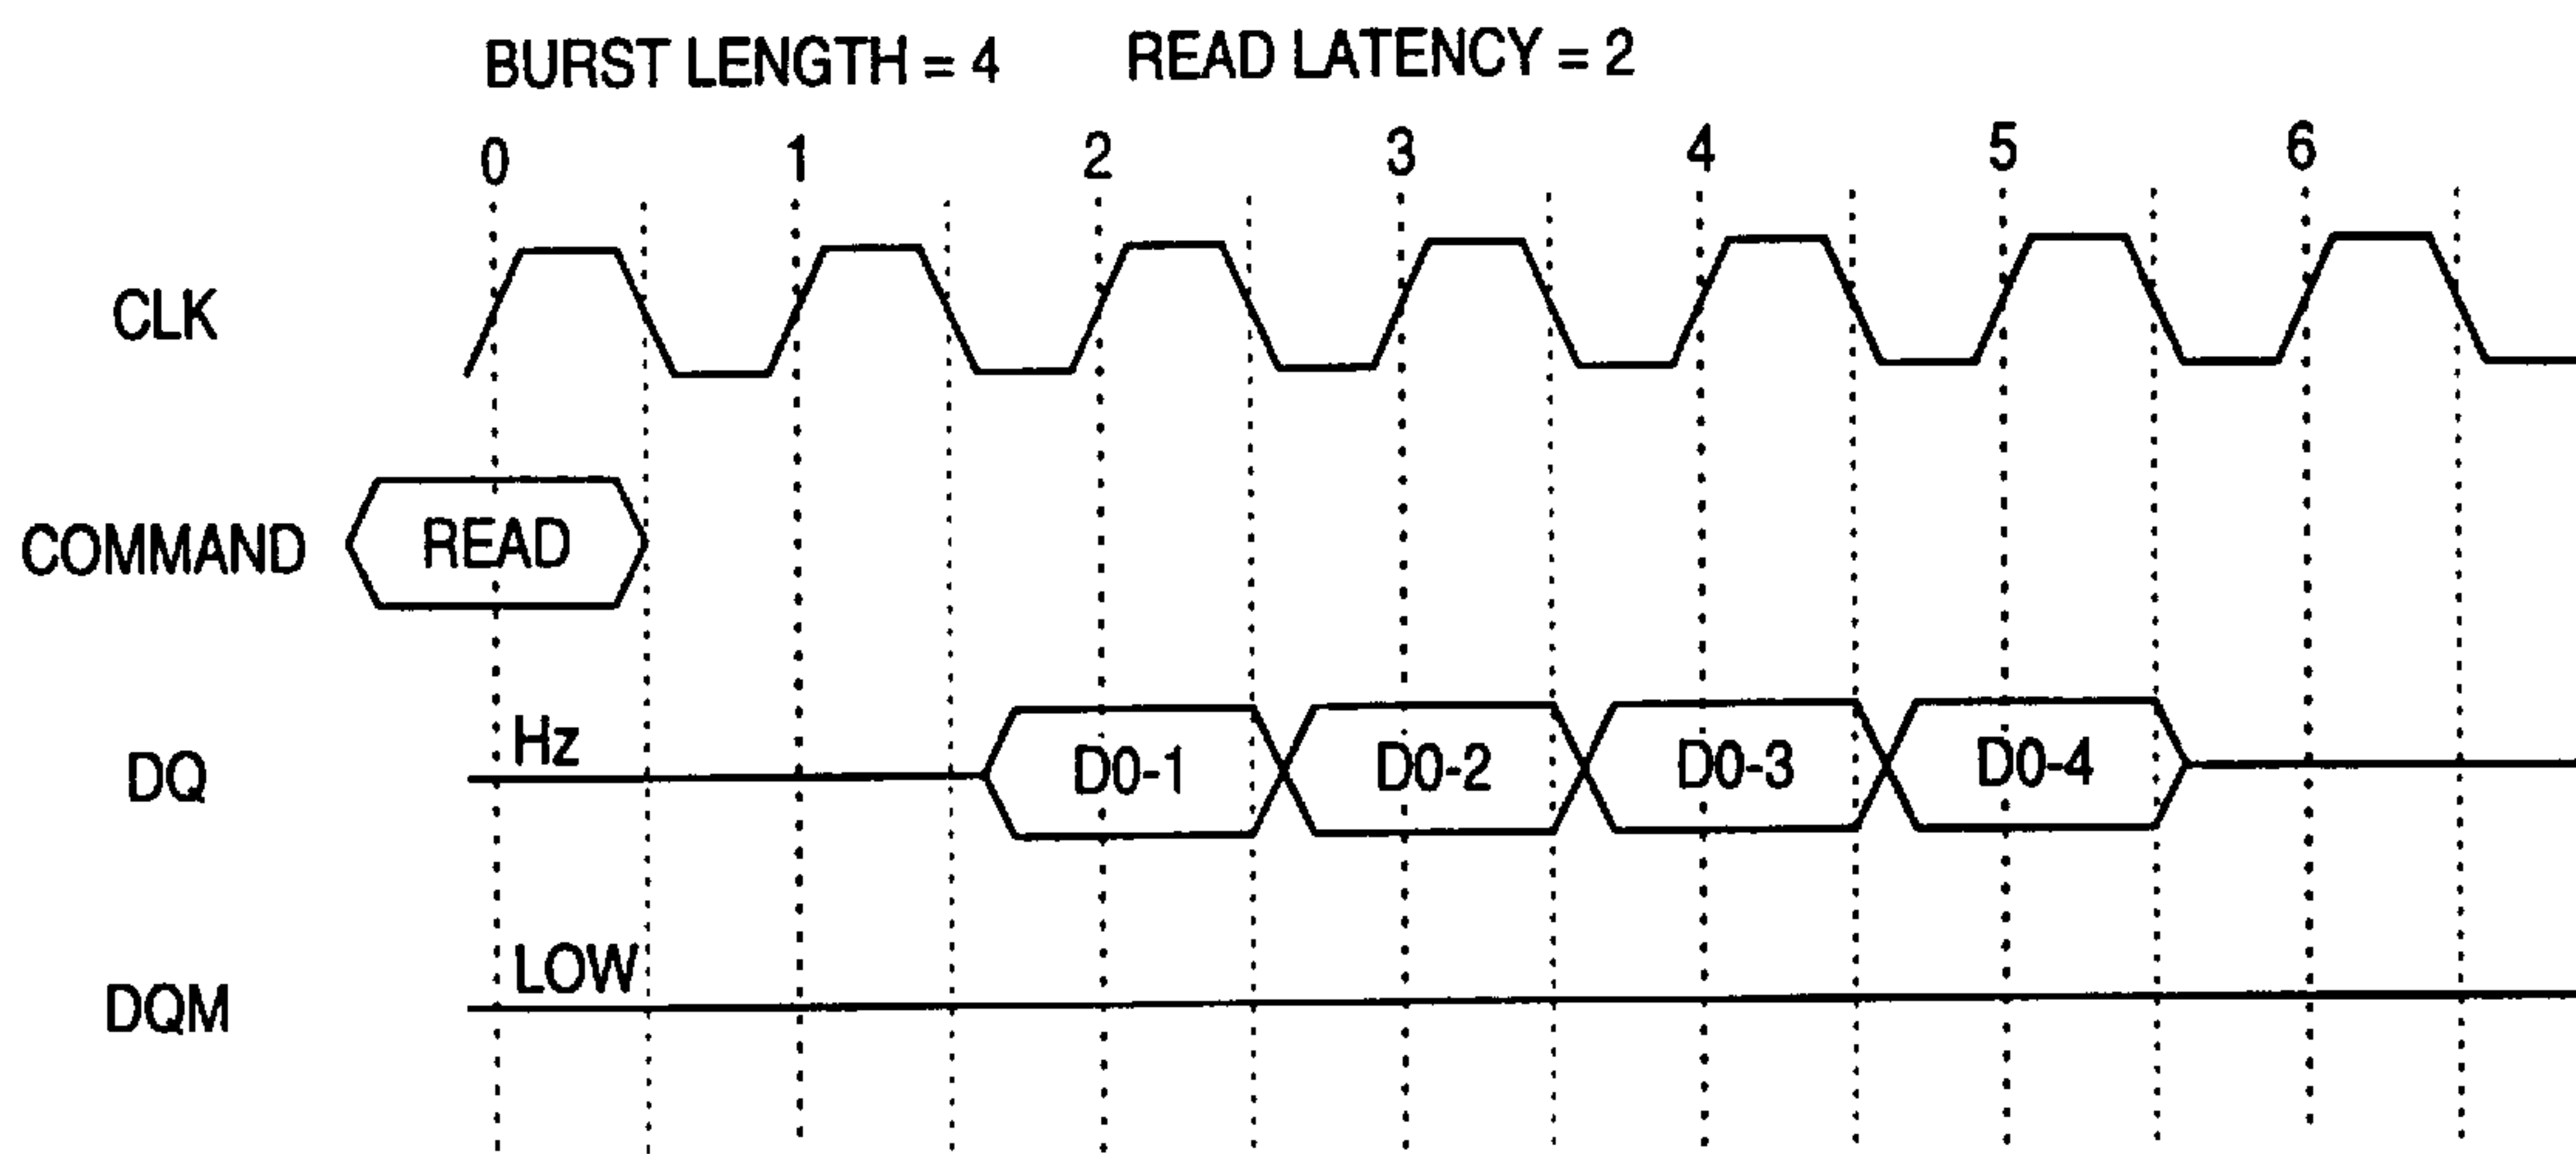 BURST LENGTH = 4 READ LATENCY = 2
0 1 2 3 4 5 6
CLK
COMMAND READ
Hz
DQ D0-1 D0-2 D0-3 D0-4
LOW
DQM